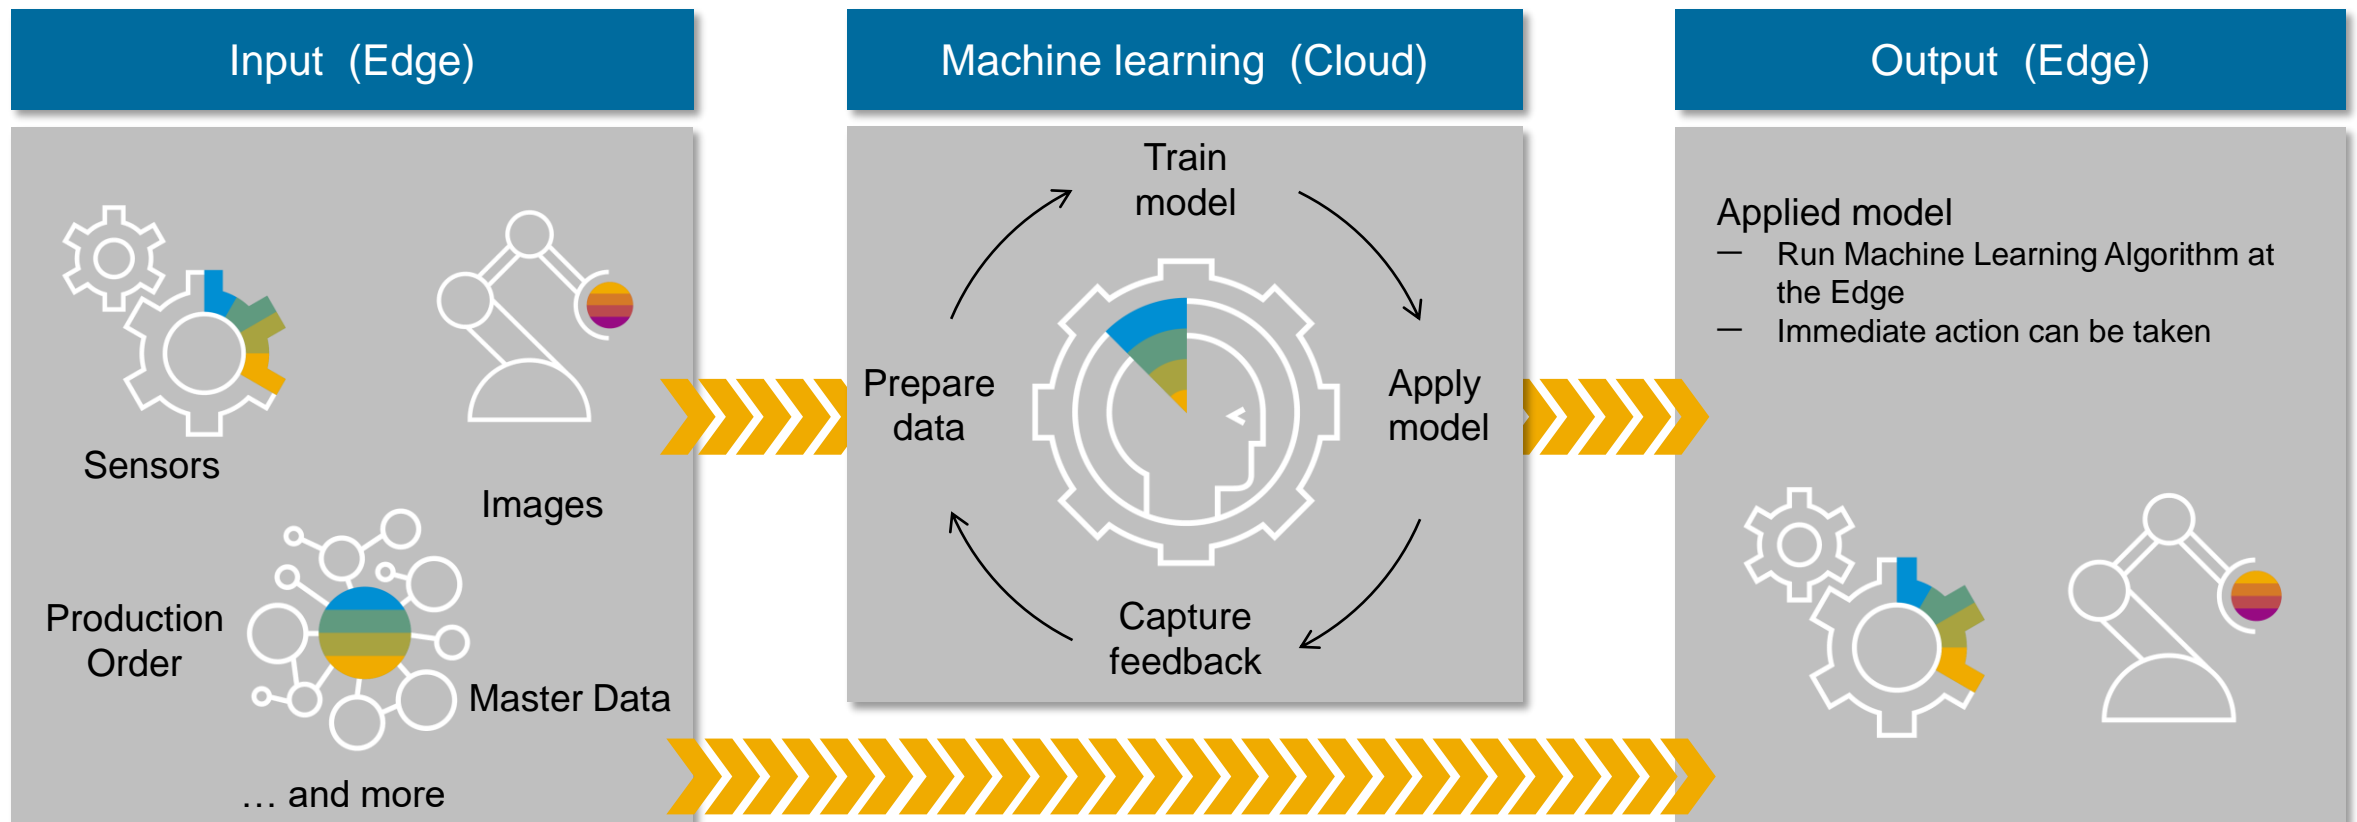 Input (Edge)
Sensors
Images
Production
Order
Master Data
… and more
Machine learning (Cloud)
Train
model
Prepare
data
Apply
model
Capture
feedback
Output (Edge)
Applied model
— Run Machine Learning Algorithm at
the Edge
— Immediate action can be taken